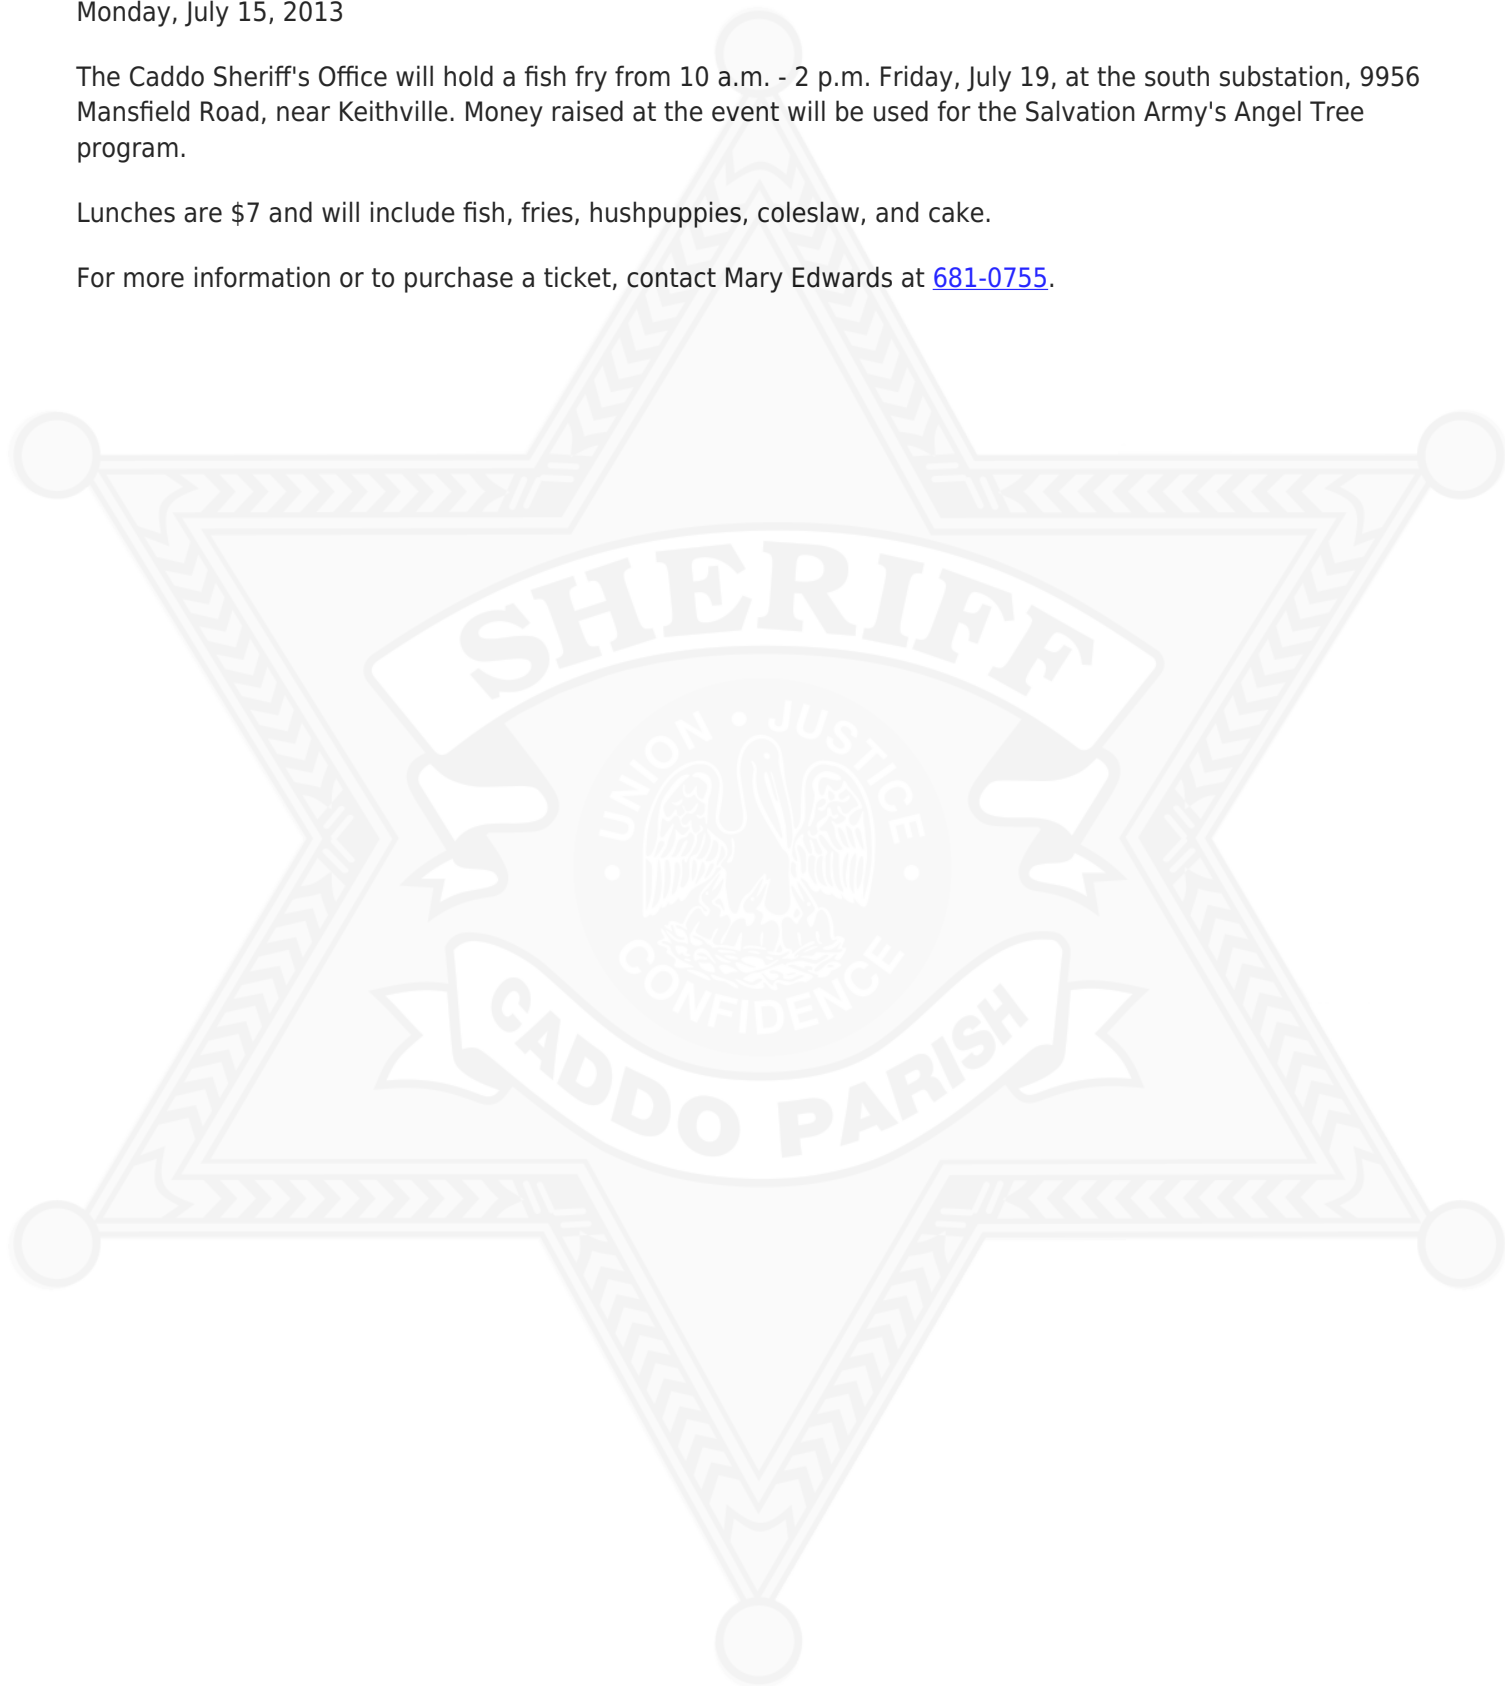 Monday, July 15, 2013
The Caddo Sheriff's Office will hold a fish fry from 10 a.m. - 2 p.m. Friday, July 19, at the south substation, 9956
Mansfield Road, near Keithville. Money raised at the event will be used for the Salvation Army's Angel Tree
program.
Lunches are $7 and will include fish, fries, hushpuppies, coleslaw, and cake.
For more information or to purchase a ticket, contact Mary Edwards at 681-0755.
SHERIFF
UNION • JUSTICE
• CONFIDENCE •
CADDO PARISH